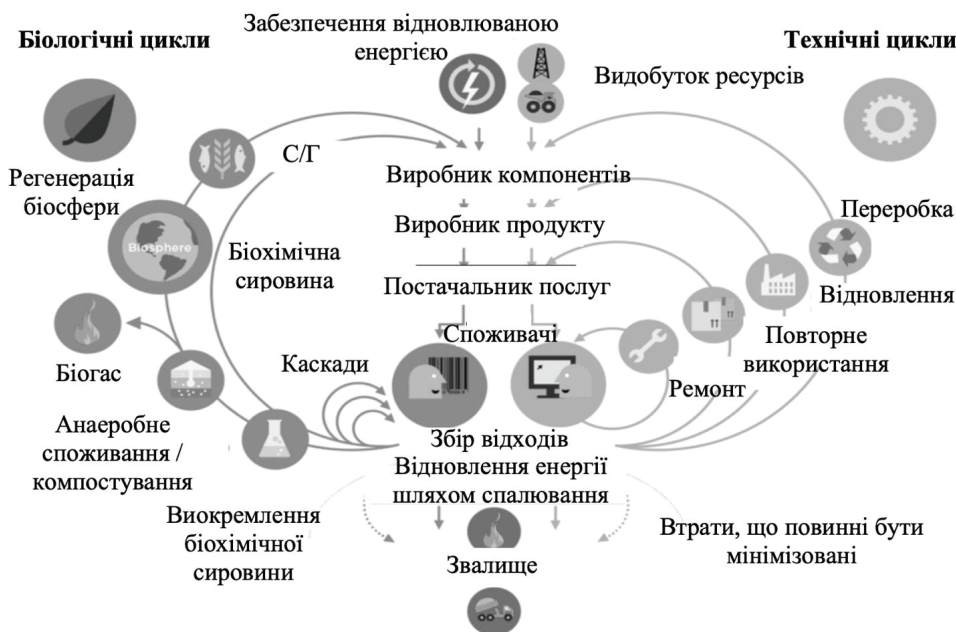 Забезпечення відновлюваною
енергією
Біологічні цикли
Технічні цикли
Видобуток ресурсів
С/Г
Виробник компонентів
Регенерація
біосфери
Виробник продукту
Переробка
Biosphere
Біохімічна
сировина
Постачальник послуг
Відновлення
Споживачі
Повторне
використання
Каскади
Біогас
Ремонт
Анаеробне
споживання /
компостування
Збір відходів
Відновлення енергії
шляхом спалювання
Виокремлення
біохімічної
сировини
Втрати, що повинні бути
мінімізовані
Звалище